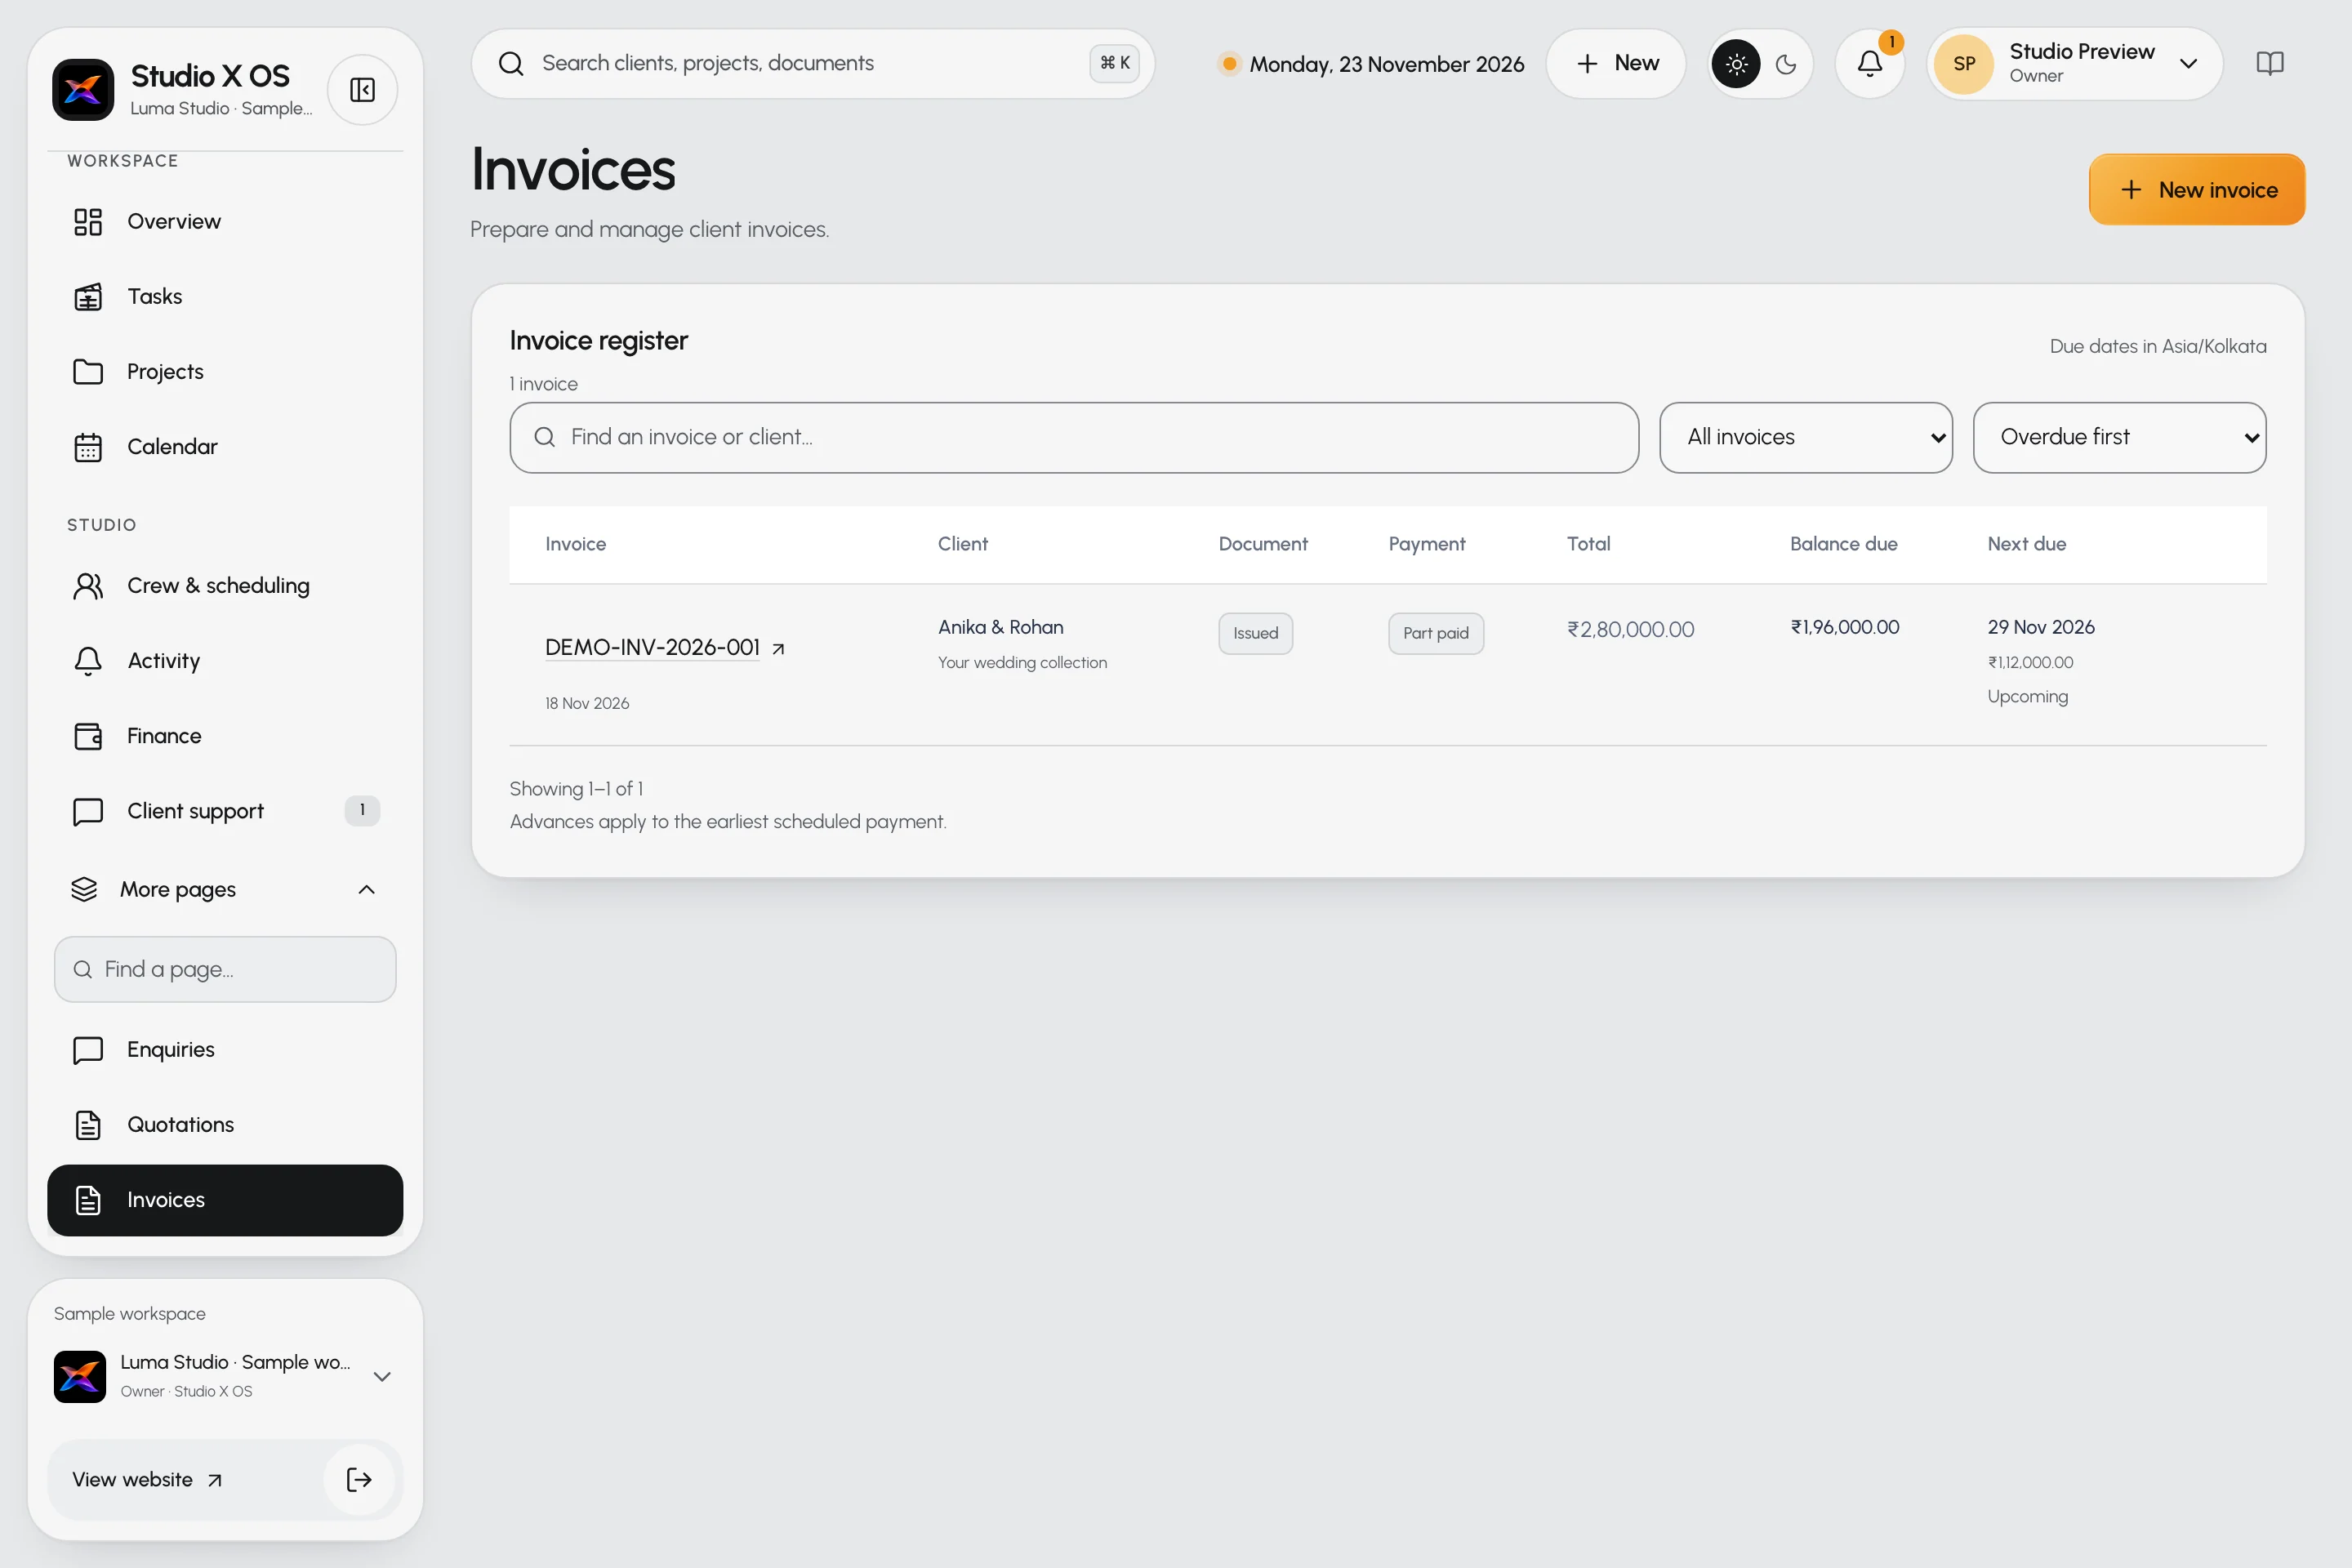 Studio X OS
Luma Studio · Sample...
WORKSPACE
Overview
Tasks
Projects
Calendar
STUDIO
Crew & scheduling
Activity
Finance
Client support
1
More pages
Find a page...
Enquiries
Quotations
Invoices
Sample workspace
Luma Studio · Sample wo...
Owner · Studio X OS
View website
Search clients, projects, documents
⌘ K
Monday, 23 November 2026
New
1
SP
Studio Preview
Owner
Invoices
Prepare and manage client invoices.
New invoice
Invoice register
Due dates in Asia/Kolkata
1 invoice
Find an invoice or client...
All invoices
Overdue first
Invoice Client Document Payment Total Balance due Next due
DEMO-INV-2026-001
18 Nov 2026
Anika & Rohan
Your wedding collection
Issued
Part paid
₹2,80,000.00
₹1,96,000.00
29 Nov 2026
₹1,12,000.00
Upcoming
Showing 1–1 of 1
Advances apply to the earliest scheduled payment.